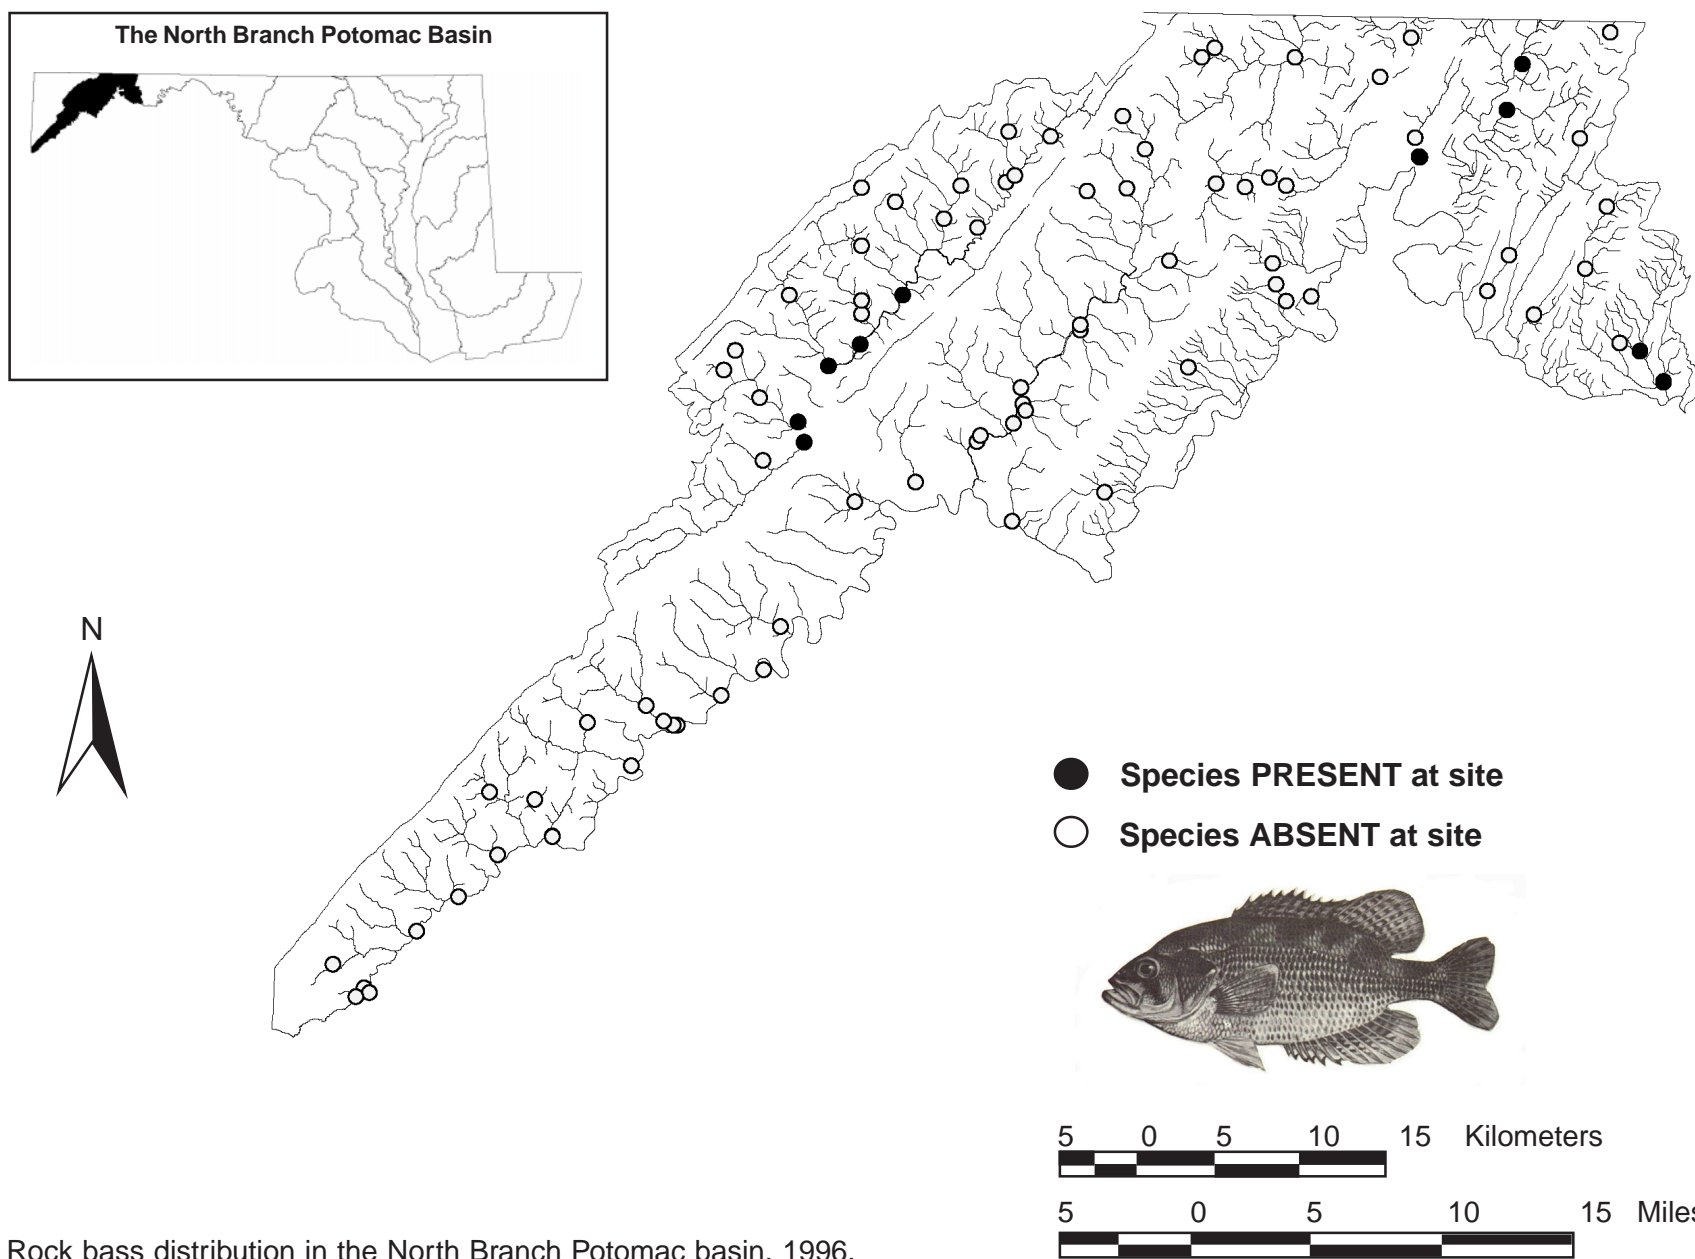 The North Branch Potomac Basin
N
Species PRESENT at site
Species ABSENT at site
5 0 5 10 15 Kilometers
5 0 5 10 15 Miles
Rock bass distribution in the North Branch Potomac basin, 1996.